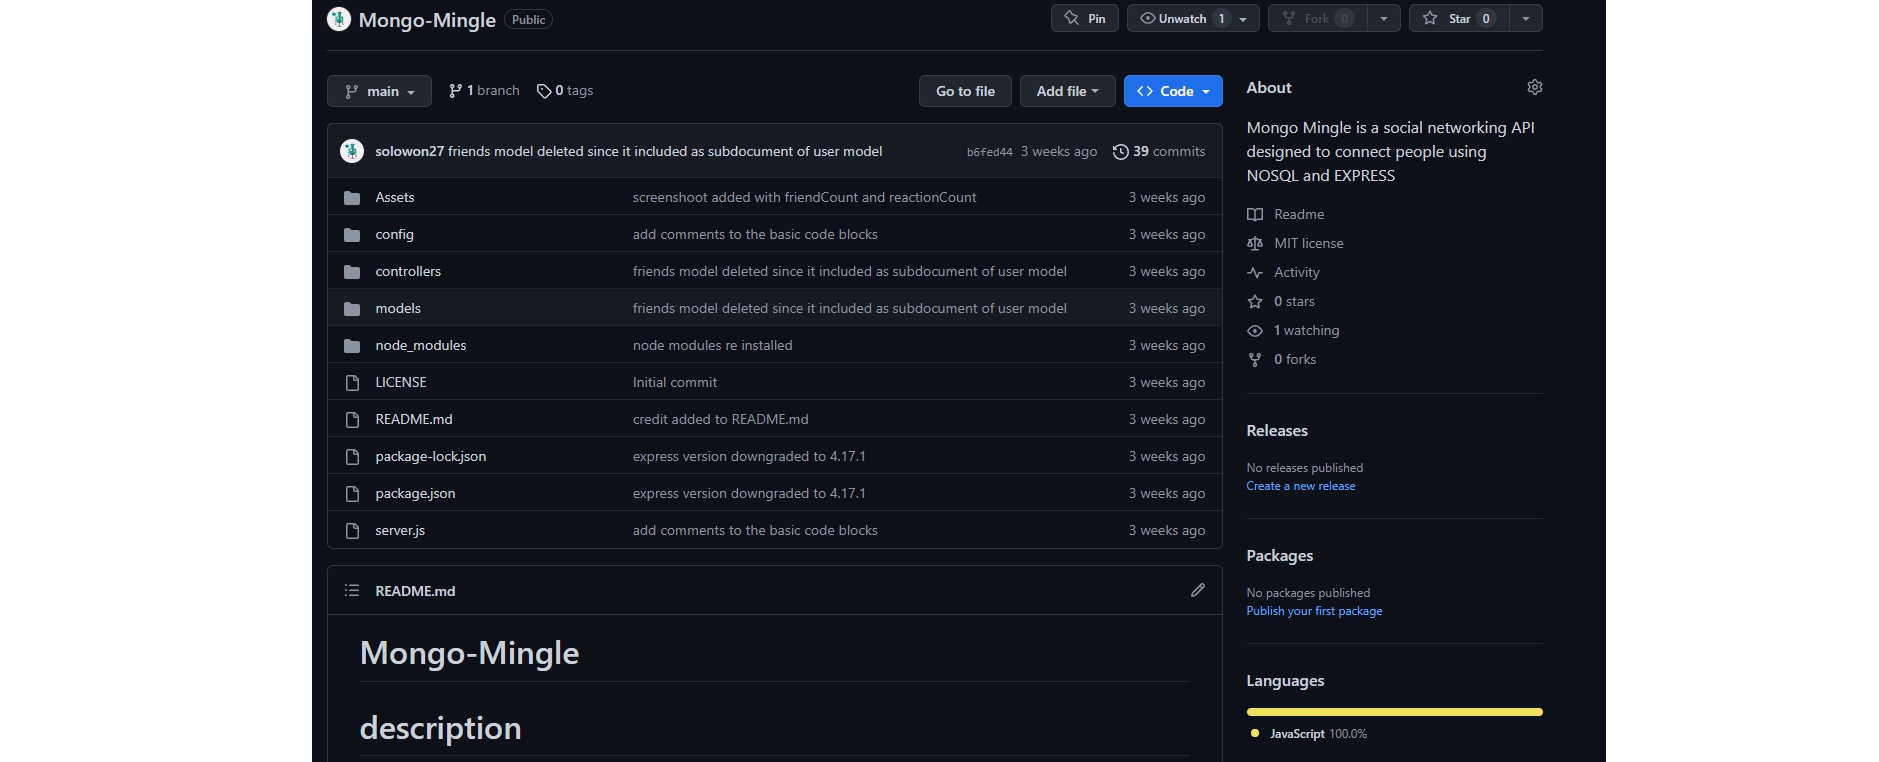 Mongo-Mingle Public Pin Unwatch 1 Fork 0 Star 0
main 1 branch 0 tags Go to file Add file Code
solowon27 friends model deleted since it included as subdocument of user model b6fed44 3 weeks ago 39 commits
Assets screenshoot added with friendCount and reactionCount 3 weeks ago
config add comments to the basic code blocks 3 weeks ago
controllers friends model deleted since it included as subdocument of user model 3 weeks ago
models friends model deleted since it included as subdocument of user model 3 weeks ago
node_modules node modules re installed 3 weeks ago
LICENSE Initial commit 3 weeks ago
README.md credit added to README.md 3 weeks ago
package-lock.json express version downgraded to 4.17.1 3 weeks ago
package.json express version downgraded to 4.17.1 3 weeks ago
server.js add comments to the basic code blocks 3 weeks ago
README.md
Mongo-Mingle
description
About
Mongo Mingle is a social networking API
designed to connect people using
NOSQL and EXPRESS
Readme
MIT license
Activity
0 stars
1 watching
0 forks
Releases
No releases published
Create a new release
Packages
No packages published
Publish your first package
Languages
JavaScript 100.0%